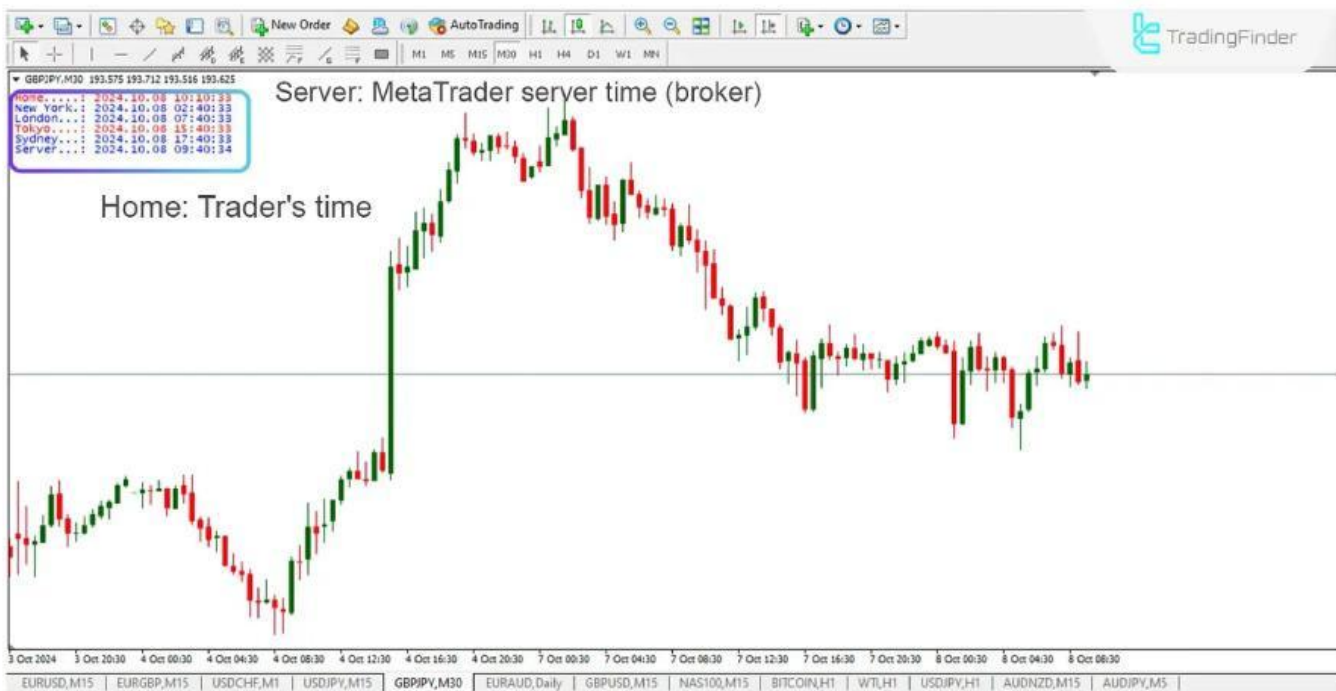 New Order
AutoTrading
TradingFinder
M1 M5 M15 M30 H1 H4 D1 W1 MN
GBPJPY,M30 193.575 193.712 193.516 193.625
Server: MetaTrader server time (broker)
Home.....: 2024.10.08 10:10:33
New York.: 2024.10.08 02:40:33
London...: 2024.10.08 07:40:33
Tokyo....: 2024.10.08 15:40:33
Sydney...: 2024.10.08 17:40:33
Server...: 2024.10.08 09:40:34
Home: Trader's time
3 Oct 2024 3 Oct 20:30 4 Oct 00:30 4 Oct 04:30 4 Oct 08:30 4 Oct 12:30 4 Oct 16:30 4 Oct 20:30 7 Oct 00:30 7 Oct 04:30 7 Oct 08:30 7 Oct 12:30 7 Oct 16:30 7 Oct 20:30 8 Oct 00:30 8 Oct 04:30 8 Oct 08:30
EURUSD,M15 EURGBP,M15 USDCHF,M1 USDJPY,M15 GBPJPY,M30 EURAUD,Daily GBPUSD,M15 NAS100,M15 BITCOIN,H1 WTI,H1 USDJPY,H1 AUDNZD,M15 AUDJPY,M5